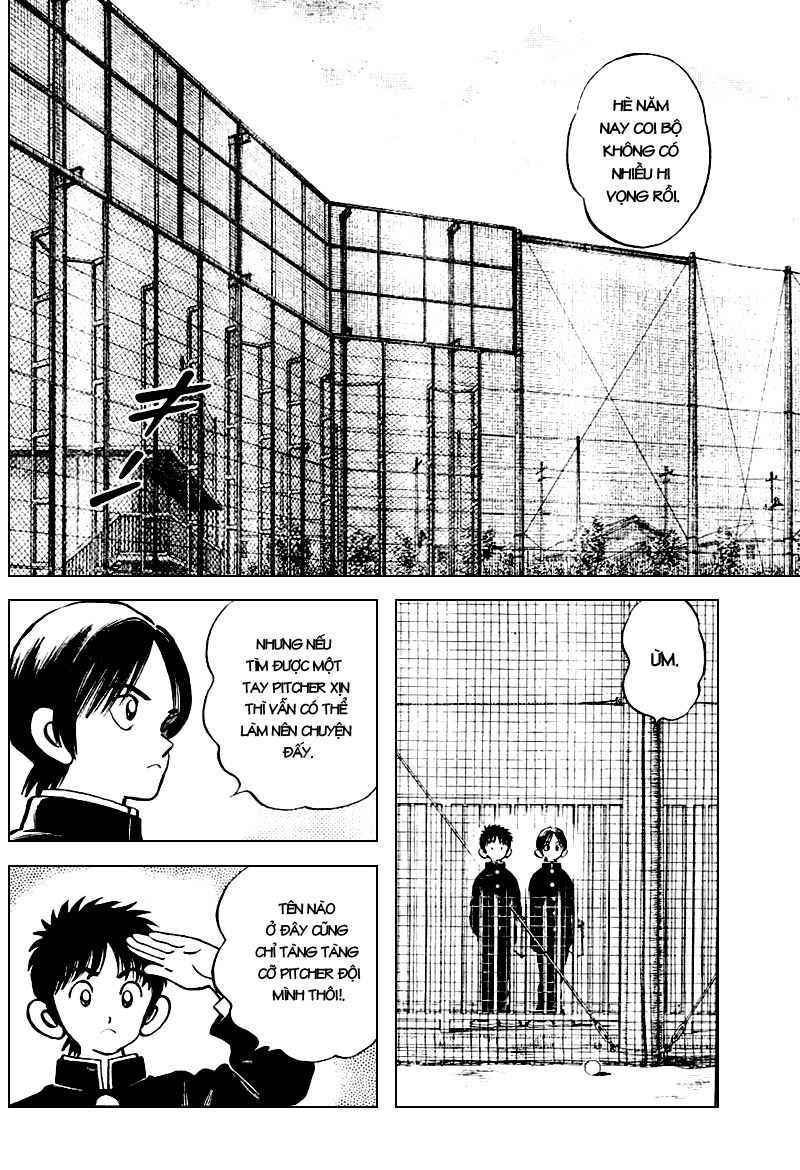 HÈ NĂM
NAY COI BỘ
KHÔNG CÓ
NHIỀU HI
VỌNG RỒI.
ỪM.
NHƯNG NẾU
TÌM ĐƯỢC MỘT
TAY PITCHER XỊN
THÌ VẪN CÓ THỂ
LÀM NÊN CHUYỆN
ĐẤY.
TÊN NÀO
Ở ĐÂY CŨNG
CHỈ TÀNG TÀNG
CỠ PITCHER ĐỘI
MÌNH THÔI!.